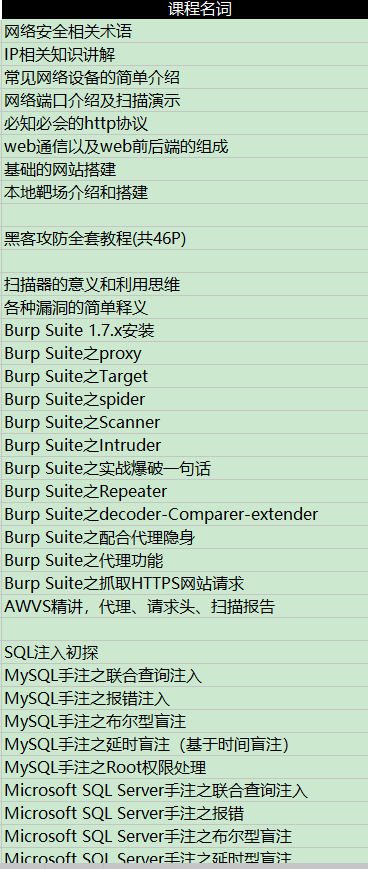 课程名词
网络安全相关术语
IP相关知识讲解
常见网络设备的简单介绍
网络端口介绍及扫描演示
必知必会的http协议
web通信以及web前后端的组成
基础的网站搭建
本地靶场介绍和搭建
黑客攻防全套教程(共46P)
扫描器的意义和利用思维
各种漏洞的简单释义
Burp Suite 1.7.x安装
Burp Suite之proxy
Burp Suite之Target
Burp Suite之spider
Burp Suite之Scanner
Burp Suite之Intruder
Burp Suite之实战爆破一句话
Burp Suite之Repeater
Burp Suite之decoder-Comparer-extender
Burp Suite之配合代理隐身
Burp Suite之代理功能
Burp Suite之抓取HTTPS网站请求
AWVS精讲，代理、请求头、扫描报告
SQL注入初探
MySQL手注之联合查询注入
MySQL手注之报错注入
MySQL手注之布尔型盲注
MySQL手注之延时盲注（基于时间盲注）
MySQL手注之Root权限处理
Microsoft SQL Server手注之联合查询注入
Microsoft SQL Server手注之报错
Microsoft SQL Server手注之布尔型盲注
Microsoft SQL Server手注之延时型盲注